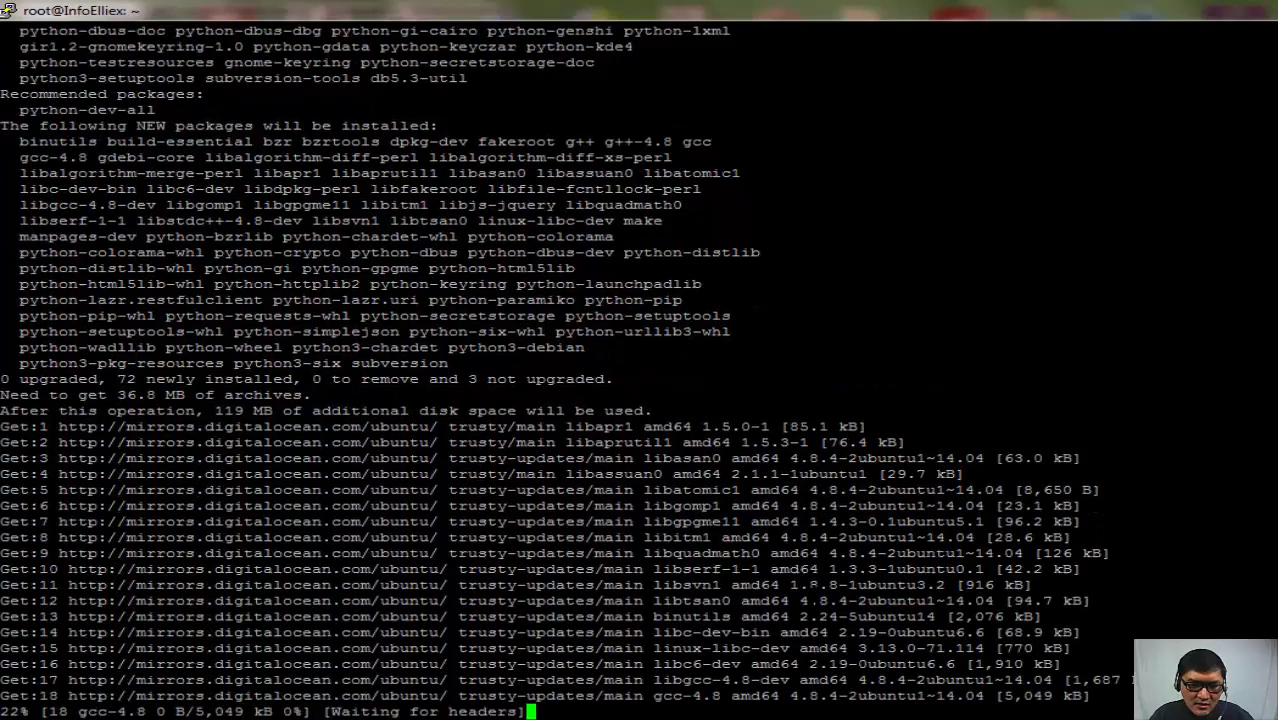 root@InfoElliex: ~
python-dbus-doc python-dbus-dbg python-gi-cairo python-genshi python-lxml
gir1.2-gnomekeyring-1.0 python-gdata python-keyczar python-kde4
python-testresources gnome-keyring python-secretstorage-doc
python3-setuptools subversion-tools db5.3-util
Recommended packages:
python-dev-all
The following NEW packages will be installed:
binutils build-essential bzr bzrtools dpkg-dev fakeroot g++ g++-4.8 gcc
gcc-4.8 gdebi-core libalgorithm-diff-perl libalgorithm-diff-xs-perl
libalgorithm-merge-perl libapr1 libaprutil1 libasan0 libassuan0 libatomic1
libc-dev-bin libc6-dev libdpkg-perl libfakeroot libfile-fcntllock-perl
libgcc-4.8-dev libgomp1 libgpgme11 libitm1 libjs-jquery libquadmath0
libserf-1-1 libstdc++-4.8-dev libsvn1 libtsan0 linux-libc-dev make
manpages-dev python-bzrlib python-chardet-whl python-colorama
python-colorama-whl python-crypto python-dbus python-dbus-dev python-distlib
python-distlib-whl python-gi python-gpgme python-html5lib
python-html5lib-whl python-httplib2 python-keyring python-launchpadlib
python-lazr.restfulclient python-lazr.uri python-paramiko python-pip
python-pip-whl python-requests-whl python-secretstorage python-setuptools
python-setuptools-whl python-simplejson python-six-whl python-urllib3-whl
python-wadllib python-wheel python3-chardet python3-debian
python3-pkg-resources python3-six subversion
0 upgraded, 72 newly installed, 0 to remove and 3 not upgraded.
Need to get 36.8 MB of archives.
After this operation, 119 MB of additional disk space will be used.
Get:1 http://mirrors.digitalocean.com/ubuntu/ trusty/main libapr1 amd64 1.5.0-1 [85.1 kB]
Get:2 http://mirrors.digitalocean.com/ubuntu/ trusty/main libaprutil1 amd64 1.5.3-1 [76.4 kB]
Get:3 http://mirrors.digitalocean.com/ubuntu/ trusty-updates/main libasan0 amd64 4.8.4-2ubuntu1~14.04 [63.0 kB]
Get:4 http://mirrors.digitalocean.com/ubuntu/ trusty/main libassuan0 amd64 2.1.1-1ubuntu1 [29.7 kB]
Get:5 http://mirrors.digitalocean.com/ubuntu/ trusty-updates/main libatomic1 amd64 4.8.4-2ubuntu1~14.04 [8,650 B]
Get:6 http://mirrors.digitalocean.com/ubuntu/ trusty-updates/main libgomp1 amd64 4.8.4-2ubuntu1~14.04 [23.1 kB]
Get:7 http://mirrors.digitalocean.com/ubuntu/ trusty-updates/main libgpgme11 amd64 1.4.3-0.1ubuntu5.1 [96.2 kB]
Get:8 http://mirrors.digitalocean.com/ubuntu/ trusty-updates/main libitm1 amd64 4.8.4-2ubuntu1~14.04 [28.6 kB]
Get:9 http://mirrors.digitalocean.com/ubuntu/ trusty-updates/main libquadmath0 amd64 4.8.4-2ubuntu1~14.04 [126 kB]
Get:10 http://mirrors.digitalocean.com/ubuntu/ trusty-updates/main libserf-1-1 amd64 1.3.3-1ubuntu0.1 [42.2 kB]
Get:11 http://mirrors.digitalocean.com/ubuntu/ trusty-updates/main libsvn1 amd64 1.8.8-1ubuntu3.2 [916 kB]
Get:12 http://mirrors.digitalocean.com/ubuntu/ trusty-updates/main libtsan0 amd64 4.8.4-2ubuntu1~14.04 [94.7 kB]
Get:13 http://mirrors.digitalocean.com/ubuntu/ trusty-updates/main binutils amd64 2.24-5ubuntu14 [2,076 kB]
Get:14 http://mirrors.digitalocean.com/ubuntu/ trusty-updates/main libc-dev-bin amd64 2.19-0ubuntu6.6 [68.9 kB]
Get:15 http://mirrors.digitalocean.com/ubuntu/ trusty-updates/main linux-libc-dev amd64 3.13.0-71.114 [770 kB]
Get:16 http://mirrors.digitalocean.com/ubuntu/ trusty-updates/main libc6-dev amd64 2.19-0ubuntu6.6 [1,910 kB]
Get:17 http://mirrors.digitalocean.com/ubuntu/ trusty-updates/main libgcc-4.8-dev amd64 4.8.4-2ubuntu1~14.04 [1,687
Get:18 http://mirrors.digitalocean.com/ubuntu/ trusty-updates/main gcc-4.8 amd64 4.8.4-2ubuntu1~14.04 [5,049 kB]
22% [18 gcc-4.8 0 B/5,049 kB 0%] [Waiting for headers]